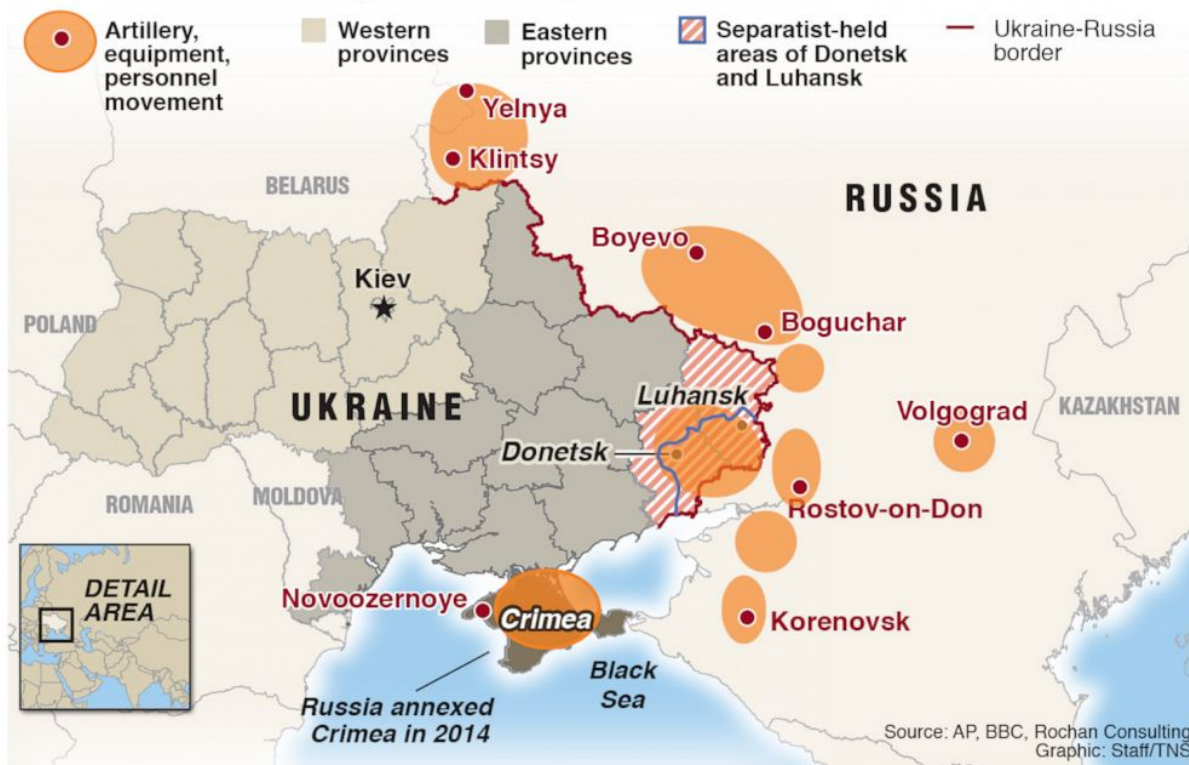 Artillery,
equipment,
personnel
movement
Western
provinces
Eastern
provinces
Separatist-held
areas of Donetsk
and Luhansk
Ukraine-Russia
border
Yelnya
Klintsy
BELARUS
RUSSIA
Boyevo
Kiev
POLAND
Boguchar
Luhansk
UKRAINE
Volgograd
KAZAKHSTAN
Donetsk
ROMANIA
MOLDOVA
Rostov-on-Don
DETAIL
AREA
Novoozernoye
Crimea
Korenovsk
Black
Sea
Russia annexed
Crimea in 2014
Source: AP, BBC, Rochan Consulting
Graphic: Staff/TNS